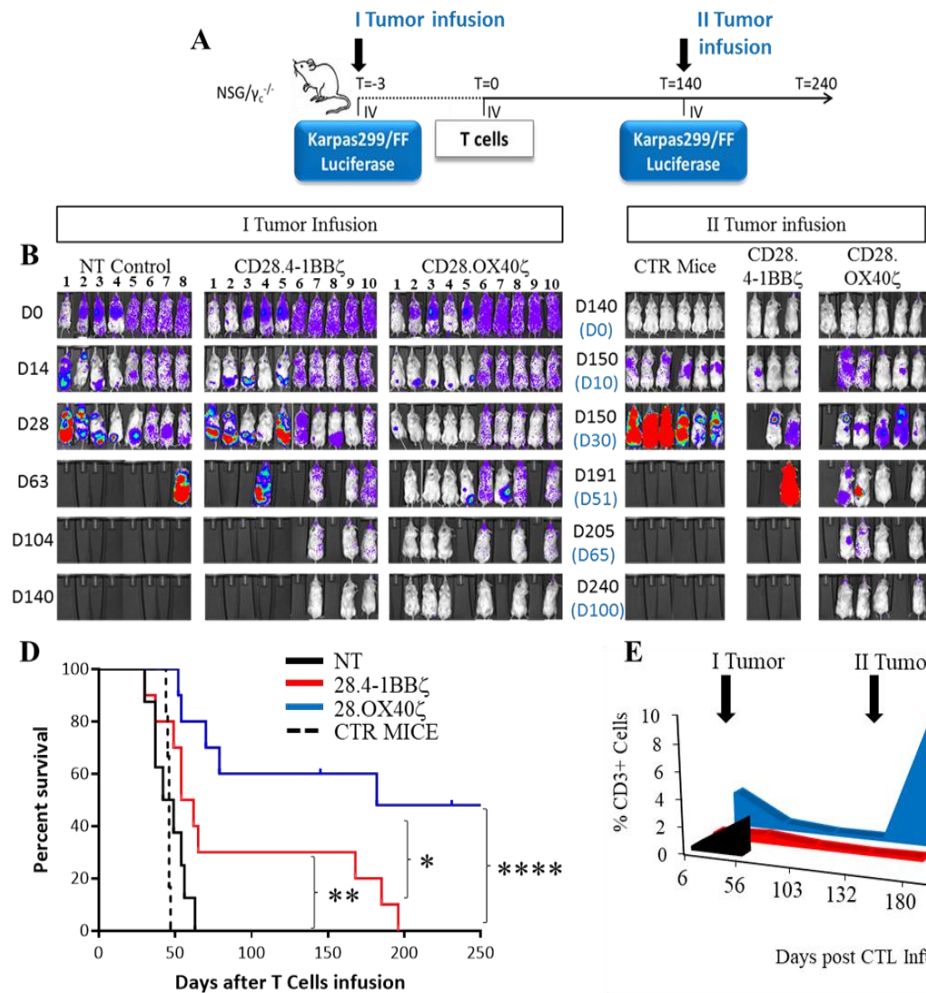 A
I Tumor infusion
II Tumor
infusion
NSG/γc-/-
T=-3
T=0
T=140
T=240
IV
IV
IV
Karpas299/FF
Luciferase
T cells
Karpas299/FF
Luciferase
I Tumor Infusion
II Tumor infusion
B
NT Control
CD28.4-1BBζ
CD28.OX40ζ
CTR Mice
CD28.
4-1BBζ
CD28.
OX40ζ
1 2 3 4 5 6 7 8
1 2 3 4 5 6 7 8 9 10
1 2 3 4 5 6 7 8 9 10
D0
D14
D28
D63
D104
D140
D140
(D0)
D150
(D10)
D150
(D30)
D191
(D51)
D205
(D65)
D240
(D100)
D
NT
28.4-1BBζ
28.OX40ζ
CTR MICE
Percent survival
100
80
60
40
20
0
**
*
****
0 50 100 150 196 250
Days after T Cells infusion
E
I Tumor
II Tumo
% CD3+ Cells
10
8
6
4
2
0
6 56 103 132 180
Days post CTL Infu